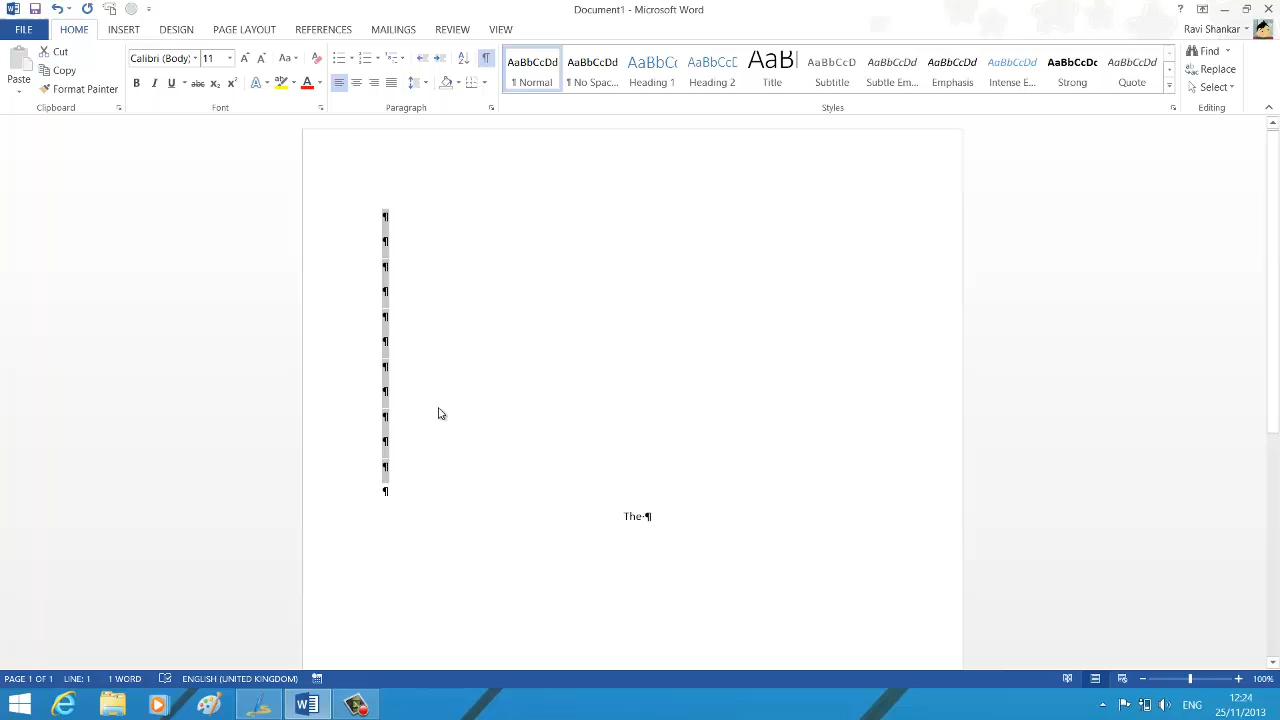 Document1 - Microsoft Word
?
FILE HOME INSERT DESIGN PAGE LAYOUT REFERENCES MAILINGS REVIEW VIEW Ravi Shankar
Paste
Cut
Copy
Format Painter
Clipboard
Calibri (Body) 11
Font
Paragraph
AaBbCcDd ¶ Normal
AaBbCcDd ¶ No Spac...
AaBbC Heading 1
AaBbCcE Heading 2
AaB Title
AaBbCcD Subtitle
AaBbCcDd Subtle Em...
AaBbCcDd Emphasis
AaBbCcDd Intense E...
AaBbCcDc Strong
AaBbCcDd Quote
Styles
Find
Replace
Select
Editing
¶
¶
¶
¶
¶
¶
¶
¶
¶
¶
¶
¶
The·¶
PAGE 1 OF 1 LINE: 1 1 WORD ENGLISH (UNITED KINGDOM) 100%
ENG 12:24
25/11/2013